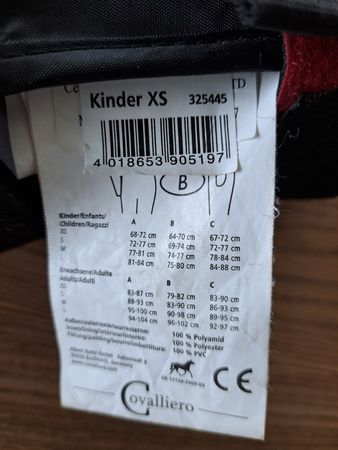 Ce TD
Kinder XS 325445
4 018653 905197
B
Kinder/Enfants/
Children/Ragazzi A B C
XS 68-72 cm 64-70 cm 67-72 cm
S 72-77 cm 69-74 cm 72-77 cm
M 77-81 cm 74-77 cm 78-84 cm
81-84 cm 75-80 cm 84-88 cm
Erwachsene/Adulte
Adults/Adulti A B C
83-87 cm 79-82 cm 83-90 cm
S 88-93 cm 83-90 cm 86-93 cm
M 95-100 cm 90-95 cm 89-95 cm
94-104 cm 96-102 cm 92-97 cm
100 % Polyamid
100 % Polyester
100 % PVC
Germany
EN 13158:2009-03
CE
Covalliero